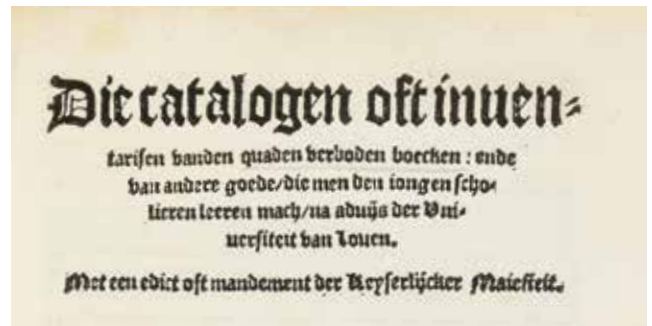 Die catalogen oft inuen⸗
tarisen vanden quaden verboden boecken : ende
van andere goede/die men den iongen scho⸗
lieren leeren mach/na aduijs der Vni⸗
uersiteit van Louen.
Met een edict oft mandement der Keyserlijcker Maiesteit.